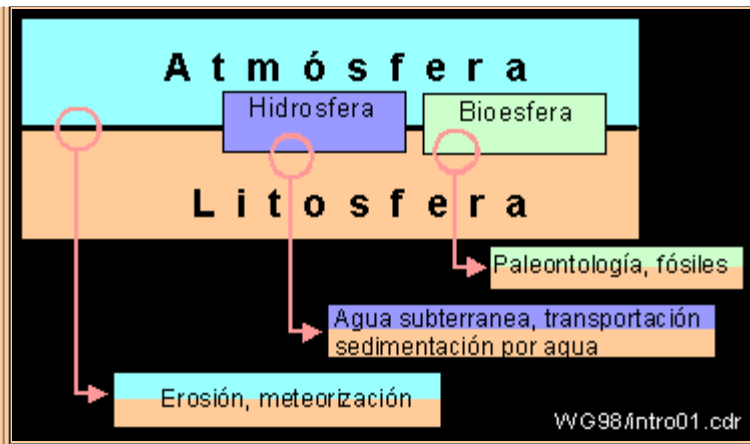 Atmósfera
Hidrosfera
Bioesfera
Litosfera
Paleontología, fósiles
Agua subterranea, transportación
sedimentación por agua
Erosión, meteorización
WG98/intro01.cdr